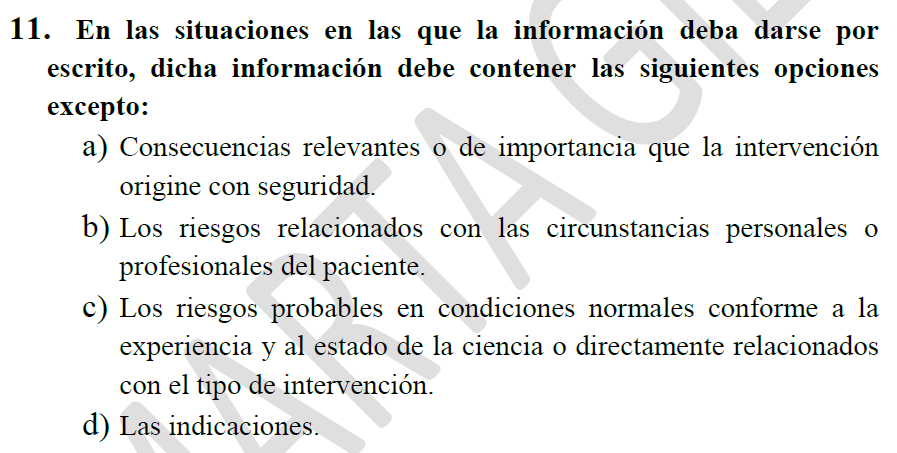 11. En las situaciones en las que la información deba darse por
escrito, dicha información debe contener las siguientes opciones
excepto:
a) Consecuencias relevantes o de importancia que la intervención
origine con seguridad.
b) Los riesgos relacionados con las circunstancias personales o
profesionales del paciente.
c) Los riesgos probables en condiciones normales conforme a la
experiencia y al estado de la ciencia o directamente relacionados
con el tipo de intervención.
d) Las indicaciones.
MARTA GIL